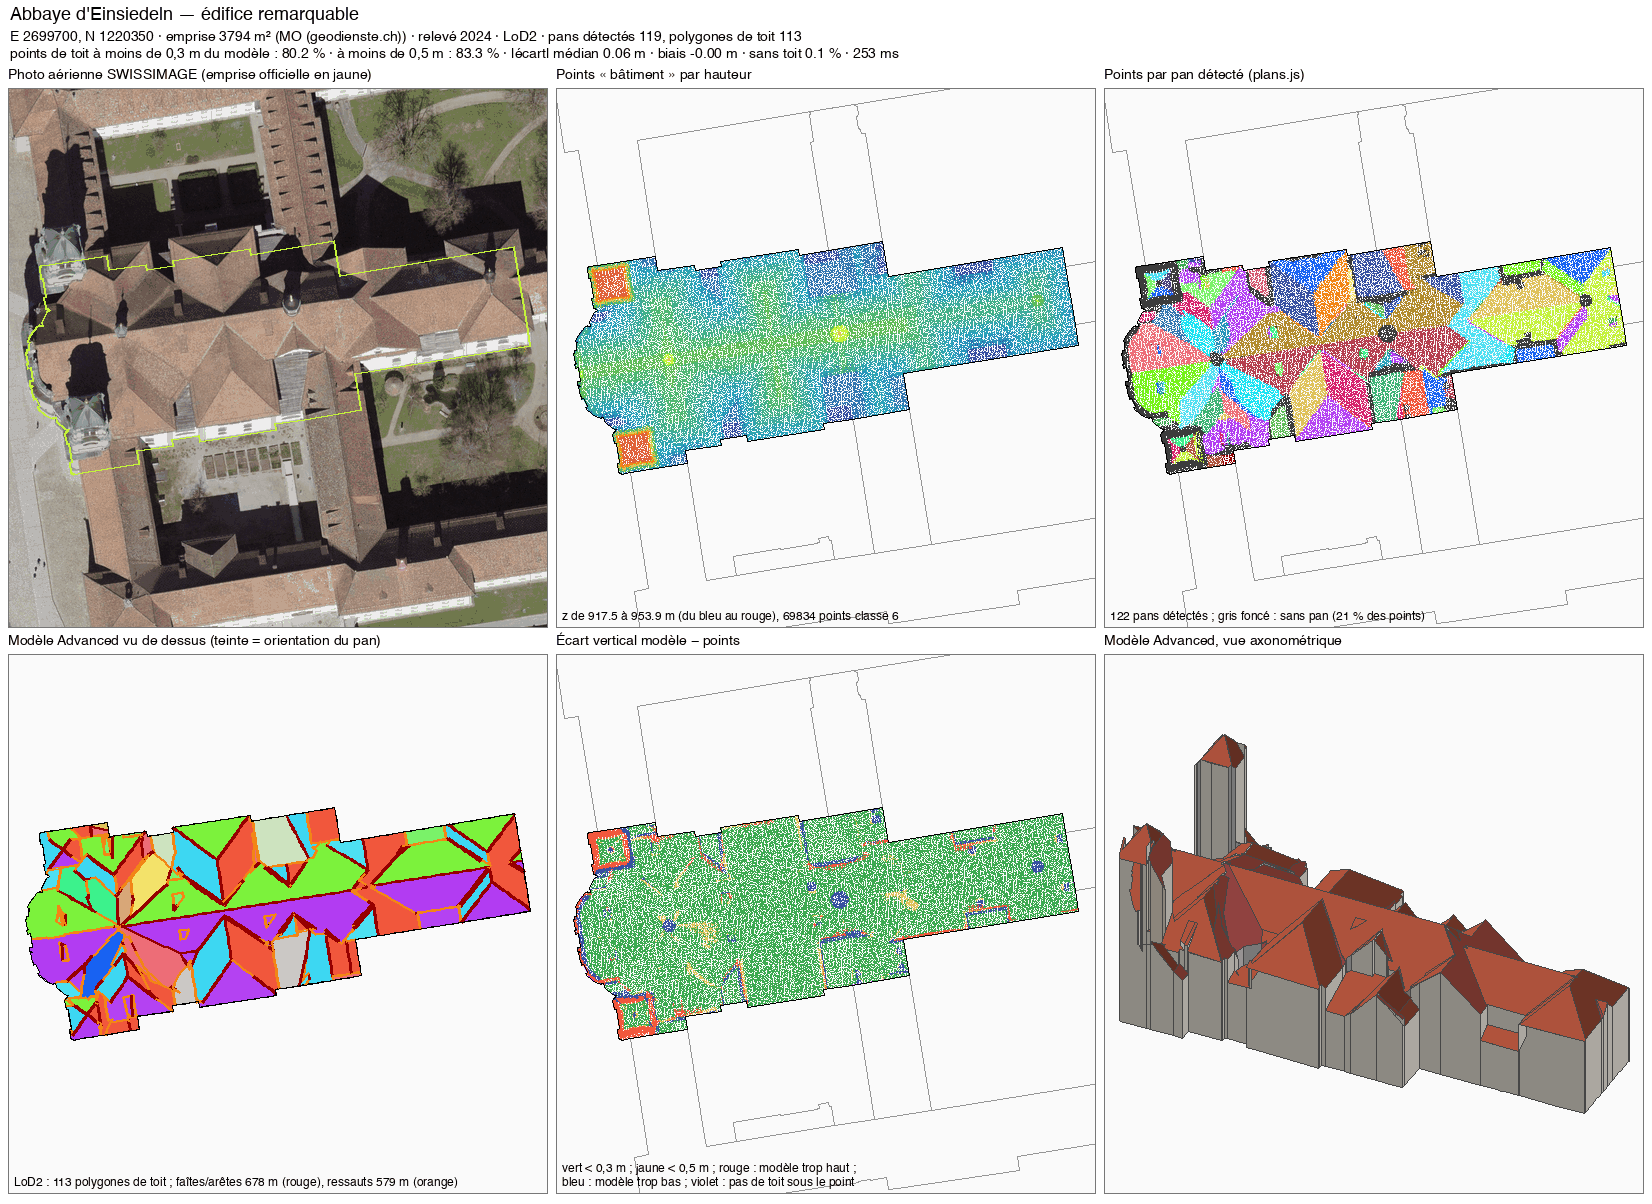 Abbaye d'Einsiedeln — édifice remarquable
E 2699700, N 1220350 · emprise 3794 m² (MO (geodienste.ch)) · relevé 2024 · LoD2 · pans détectés 119, polygones de toit 113
points de toit à moins de 0,3 m du modèle : 80.2 % · à moins de 0,5 m : 83.3 % · lécartl médian 0.06 m · biais -0.00 m · sans toit 0.1 % · 253 ms
Photo aérienne SWISSIMAGE (emprise officielle en jaune)
Points « bâtiment » par hauteur
Points par pan détecté (plans.js)
z de 917.5 à 953.9 m (du bleu au rouge), 69834 points classe 6
122 pans détectés ; gris foncé : sans pan (21 % des points)
Modèle Advanced vu de dessus (teinte = orientation du pan)
Écart vertical modèle – points
Modèle Advanced, vue axonométrique
LoD2 : 113 polygones de toit ; faîtes/arêtes 678 m (rouge), ressauts 579 m (orange)
vert < 0,3 m ; jaune < 0,5 m ; rouge : modèle trop haut ;
bleu : modèle trop bas ; violet : pas de toit sous le point